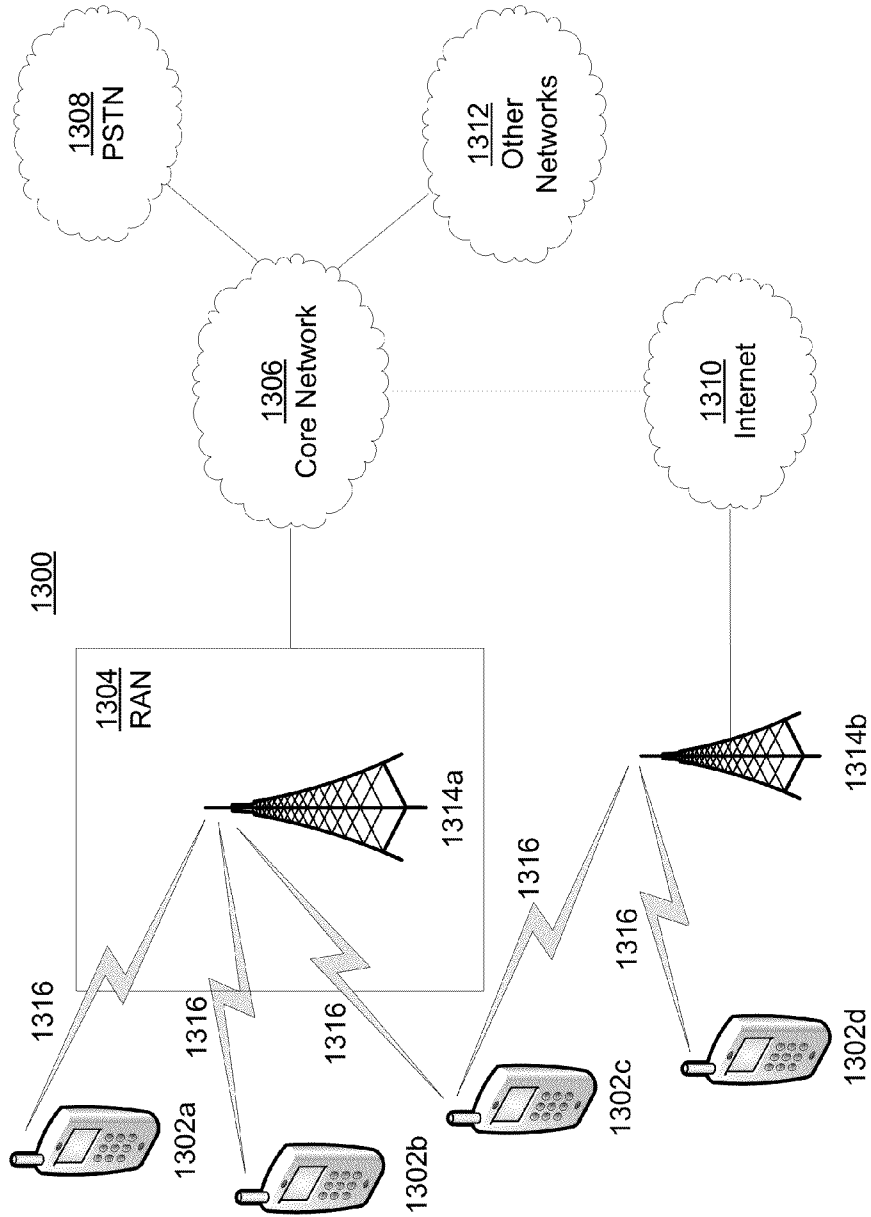 1300
1304
RAN
1306
Core Network
1308
PSTN
1312
Other
Networks
1310
Internet
1314a
1314b
1316
1316
1316
1316
1316
1302a
1302b
1302c
1302d